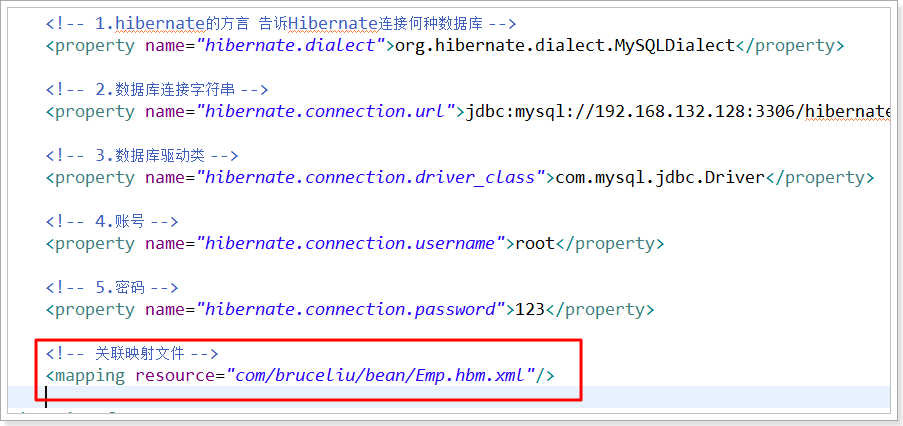 <!-- 1.hibernate的方言 告诉Hibernate连接何种数据库 -->
<property name="hibernate.dialect">org.hibernate.dialect.MySQLDialect</property>
<!-- 2.数据库连接字符串 -->
<property name="hibernate.connection.url">jdbc:mysql://192.168.132.128:3306/hibernate
<!-- 3.数据库驱动类 -->
<property name="hibernate.connection.driver_class">com.mysql.jdbc.Driver</property>
<!-- 4.账号 -->
<property name="hibernate.connection.username">root</property>
<!-- 5.密码 -->
<property name="hibernate.connection.password">123</property>
<!-- 关联映射文件 -->
<mapping resource="com/bruceliu/bean/Emp.hbm.xml"/>